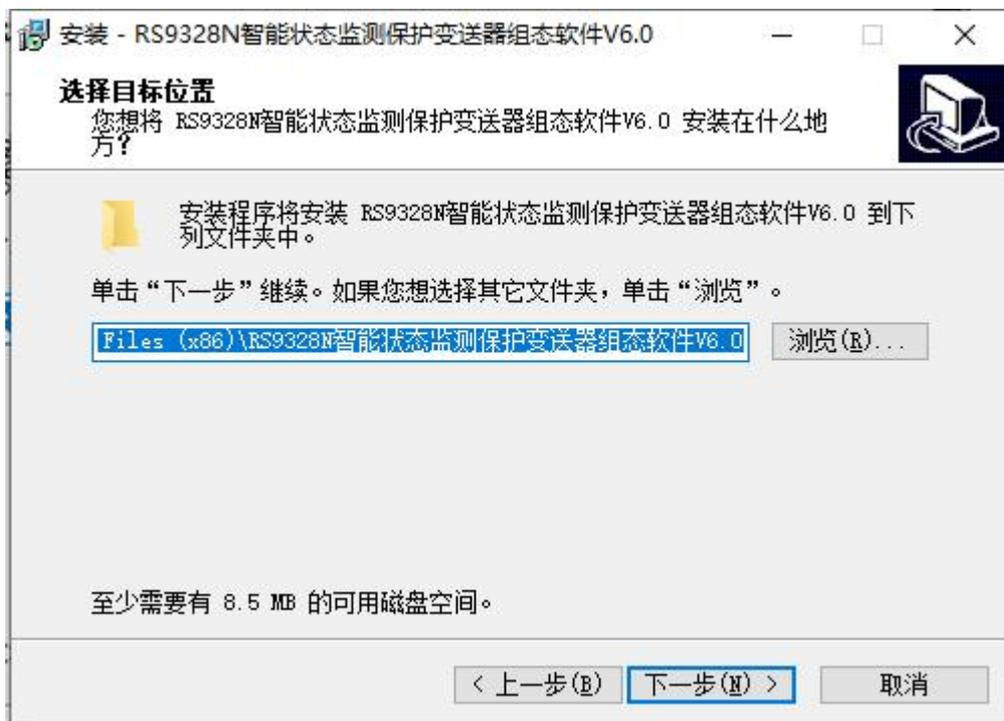 安装 - RS9328N智能状态监测保护变送器组态软件V6.0
选择目标位置
您想将 RS9328N智能状态监测保护变送器组态软件V6.0 安装在什么地
方?
安装程序将安装 RS9328N智能状态监测保护变送器组态软件V6.0 到下
列文件夹中。
单击“下一步”继续。如果您想选择其它文件夹，单击“浏览”。
Files (x86)\RS9328N智能状态监测保护变送器组态软件V6.0
浏览(R)...
至少需要有 8.5 MB 的可用磁盘空间。
< 上一步(B)
下一步(N) >
取消